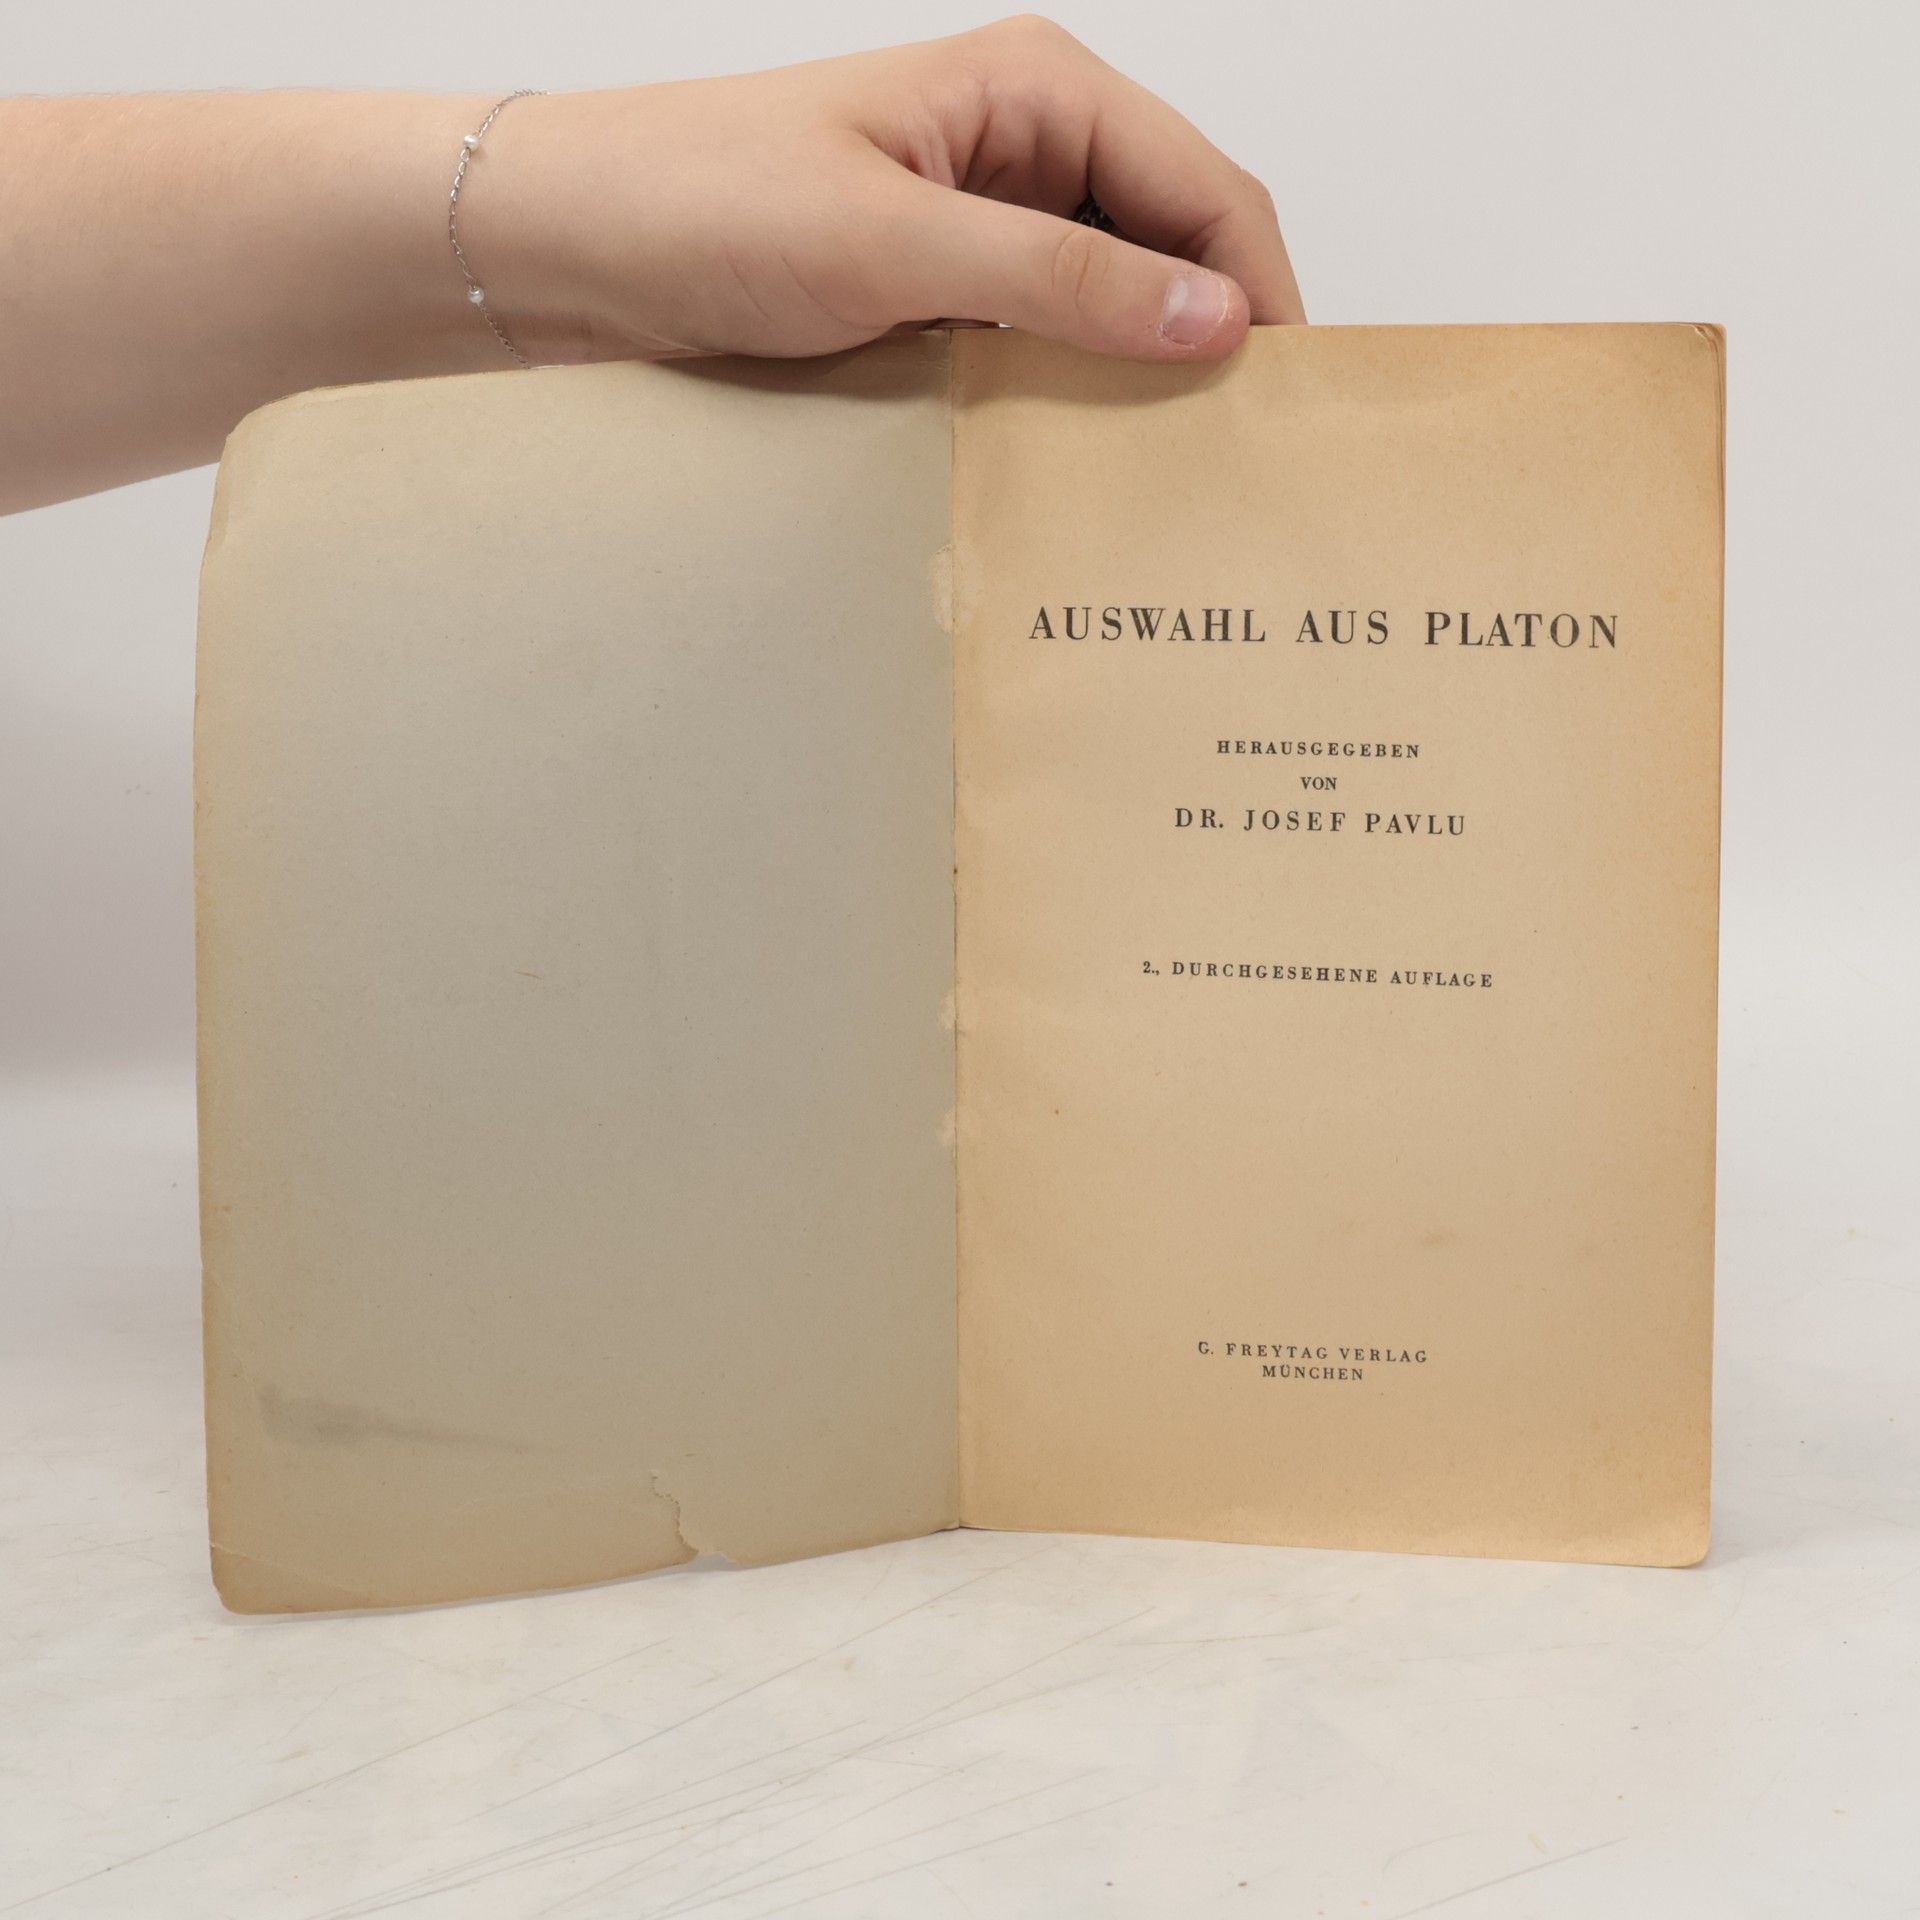 AUSWAHL AUS PLATON
HERAUSGEGEBEN
VON
DR. JOSEF PAVLU
2., DURCHGESEHENE AUFLAGE
G. FREYTAG VERLAG
MÜNCHEN